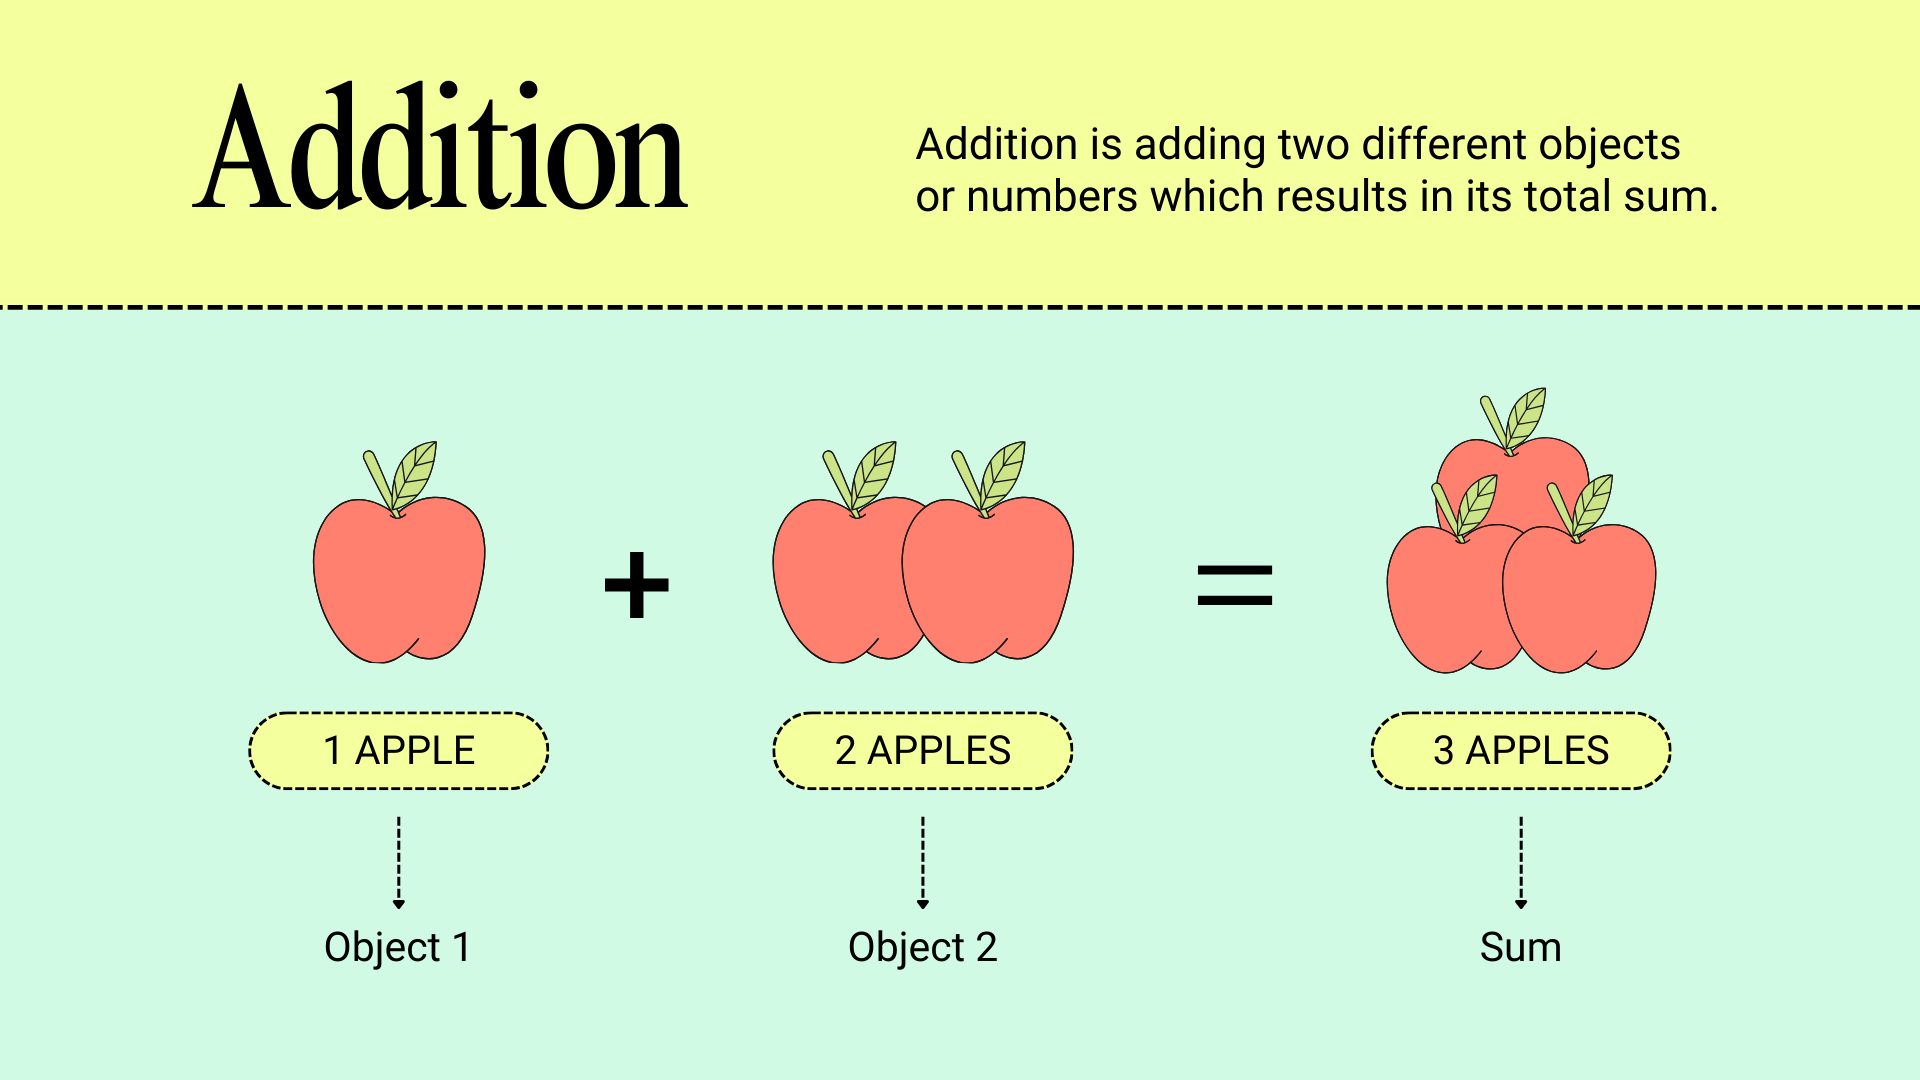 Addition
Addition is adding two different objects
or numbers which results in its total sum.
+
=
1 APPLE
2 APPLES
3 APPLES
Object 1
Object 2
Sum